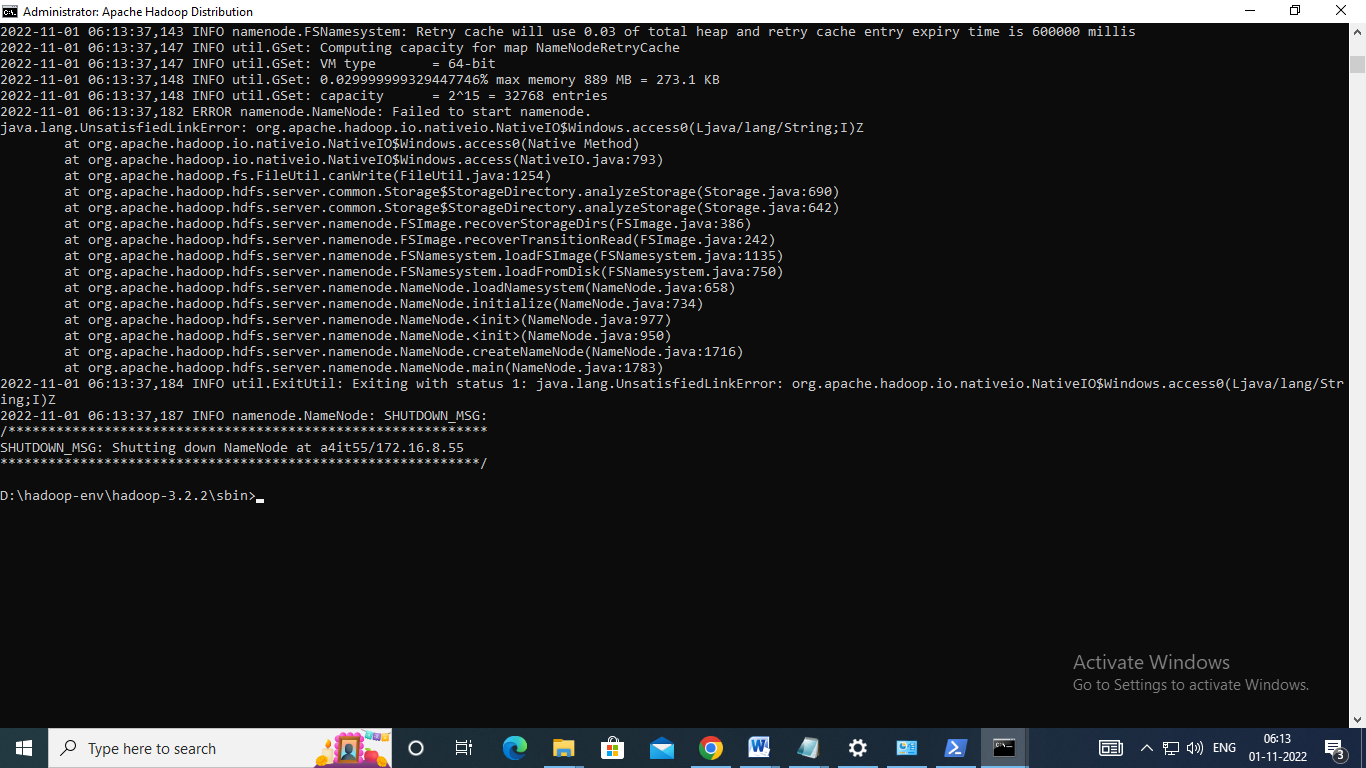 Administrator: Apache Hadoop Distribution
2022-11-01 06:13:37,143 INFO namenode.FSNamesystem: Retry cache will use 0.03 of total heap and retry cache entry expiry time is 600000 millis
2022-11-01 06:13:37,147 INFO util.GSet: Computing capacity for map NameNodeRetryCache
2022-11-01 06:13:37,147 INFO util.GSet: VM type       = 64-bit
2022-11-01 06:13:37,148 INFO util.GSet: 0.029999999329447746% max memory 889 MB = 273.1 KB
2022-11-01 06:13:37,148 INFO util.GSet: capacity      = 2^15 = 32768 entries
2022-11-01 06:13:37,182 ERROR namenode.NameNode: Failed to start namenode.
java.lang.UnsatisfiedLinkError: org.apache.hadoop.io.nativeio.NativeIO$Windows.access0(Ljava/lang/String;I)Z
        at org.apache.hadoop.io.nativeio.NativeIO$Windows.access0(Native Method)
        at org.apache.hadoop.io.nativeio.NativeIO$Windows.access(NativeIO.java:793)
        at org.apache.hadoop.fs.FileUtil.canWrite(FileUtil.java:1254)
        at org.apache.hadoop.hdfs.server.common.Storage$StorageDirectory.analyzeStorage(Storage.java:690)
        at org.apache.hadoop.hdfs.server.common.Storage$StorageDirectory.analyzeStorage(Storage.java:642)
        at org.apache.hadoop.hdfs.server.namenode.FSImage.recoverStorageDirs(FSImage.java:386)
        at org.apache.hadoop.hdfs.server.namenode.FSImage.recoverTransitionRead(FSImage.java:242)
        at org.apache.hadoop.hdfs.server.namenode.FSNamesystem.loadFSImage(FSNamesystem.java:1135)
        at org.apache.hadoop.hdfs.server.namenode.FSNamesystem.loadFromDisk(FSNamesystem.java:750)
        at org.apache.hadoop.hdfs.server.namenode.NameNode.loadNamesystem(NameNode.java:658)
        at org.apache.hadoop.hdfs.server.namenode.NameNode.initialize(NameNode.java:734)
        at org.apache.hadoop.hdfs.server.namenode.NameNode.<init>(NameNode.java:977)
        at org.apache.hadoop.hdfs.server.namenode.NameNode.<init>(NameNode.java:950)
        at org.apache.hadoop.hdfs.server.namenode.NameNode.createNameNode(NameNode.java:1716)
        at org.apache.hadoop.hdfs.server.namenode.NameNode.main(NameNode.java:1783)
2022-11-01 06:13:37,184 INFO util.ExitUtil: Exiting with status 1: java.lang.UnsatisfiedLinkError: org.apache.hadoop.io.nativeio.NativeIO$Windows.access0(Ljava/lang/Str
ing;I)Z
2022-11-01 06:13:37,187 INFO namenode.NameNode: SHUTDOWN_MSG:
/************************************************************
SHUTDOWN_MSG: Shutting down NameNode at a4it55/172.16.8.55
************************************************************/
D:\hadoop-env\hadoop-3.2.2\sbin>
Activate Windows
Go to Settings to activate Windows.
Type here to search
ENG
06:13
01-11-2022
3